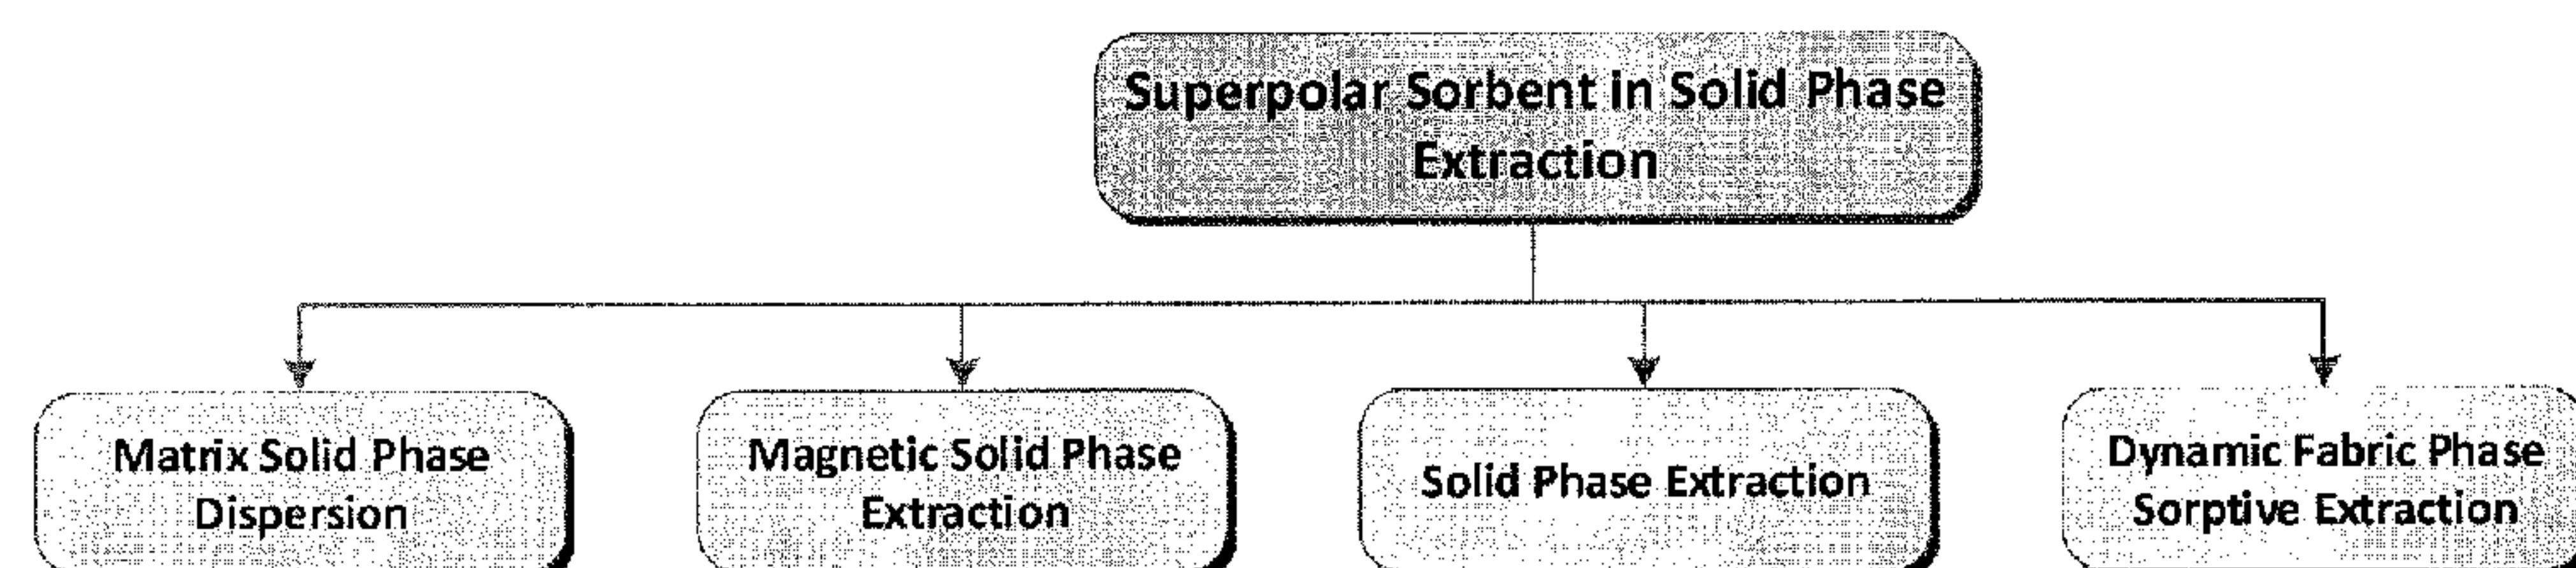 Superpolar Sorbent in Solid Phase
Extraction
Matrix Solid Phase
Dispersion
Magnetic Solid Phase
Extraction
Solid Phase Extraction
Dynamic Fabric Phase
Sorptive Extraction